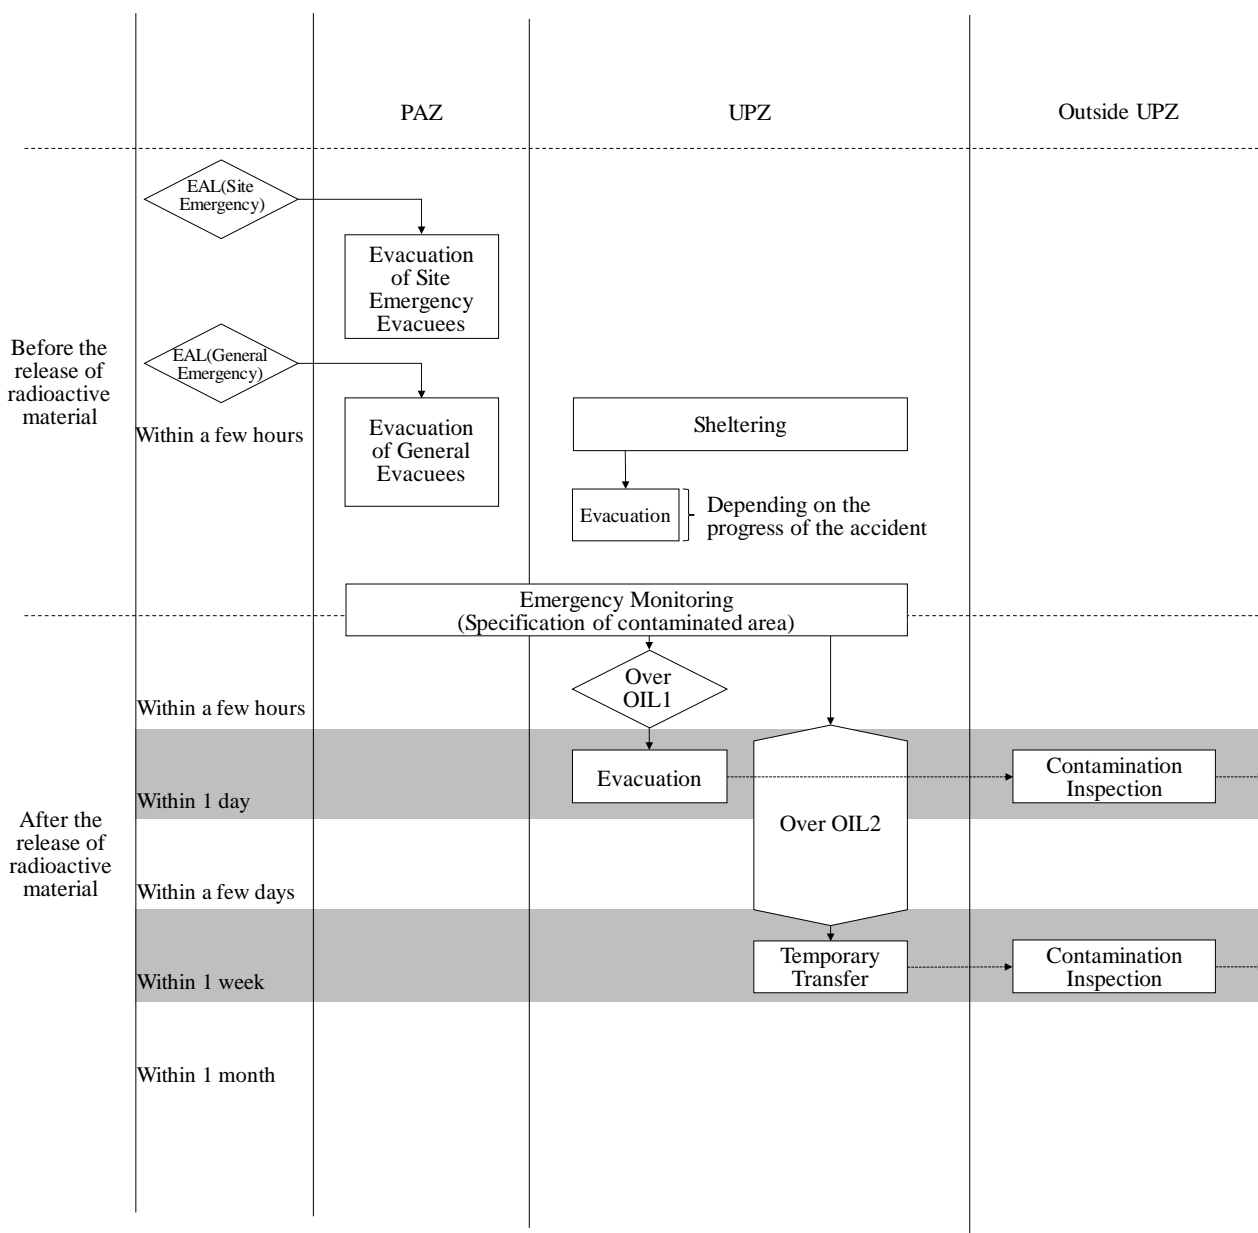 PAZ
UPZ
Outside UPZ
Before the
release of
radioactive
material
EAL(Site
Emergency)
Evacuation
of Site
Emergency
Evacuees
EAL(General
Emergency)
Within a few hours
Evacuation
of General
Evacuees
Sheltering
Evacuation
Depending on the
progress of the accident
Emergency Monitoring
(Specification of contaminated area)
After the
release of
radioactive
material
Within a few hours
Over
OIL1
Within 1 day
Evacuation
Over OIL2
Contamination
Inspection
Within a few days
Within 1 week
Temporary
Transfer
Contamination
Inspection
Within 1 month